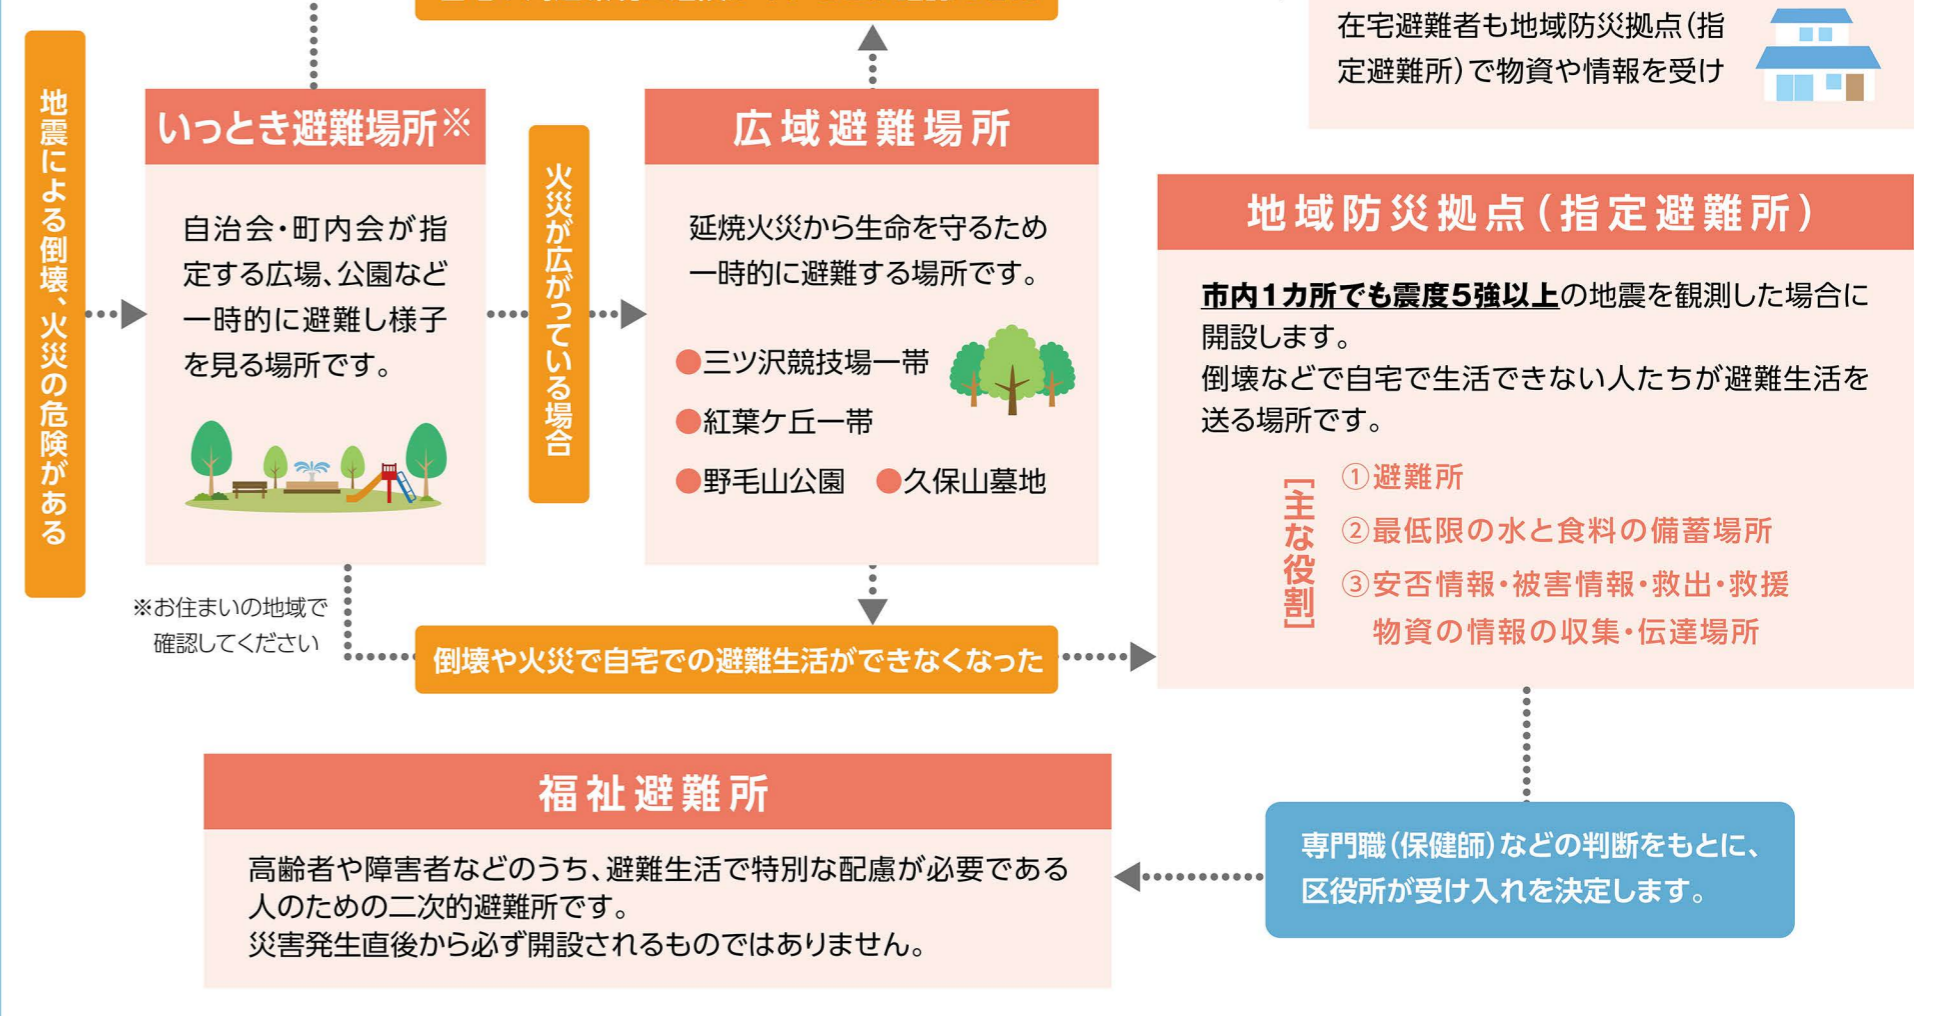 在宅避難者も地域防災拠点(指
定避難所)で物資や情報を受け
地震による倒壊、火災の危険がある
いっとき避難場所※
自治会・町内会が指
定する広場、公園など
一時的に避難し様子
を見る場所です。
※お住まいの地域で
確認してください
火災が広がっている場合
広域避難場所
延焼火災から生命を守るため
一時的に避難する場所です。
●三ツ沢競技場一帯
●紅葉ケ丘一帯
●野毛山公園 ●久保山墓地
倒壊や火災で自宅での避難生活ができなくなった
地域防災拠点(指定避難所)
市内1カ所でも震度5強以上の地震を観測した場合に
開設します。
倒壊などで自宅で生活できない人たちが避難生活を
送る場所です。
[主な役割]
①避難所
②最低限の水と食料の備蓄場所
③安否情報・被害情報・救出・救援
物資の情報の収集・伝達場所
専門職(保健師)などの判断をもとに、
区役所が受け入れを決定します。
福祉避難所
高齢者や障害者などのうち、避難生活で特別な配慮が必要である
人のための二次的避難所です。
災害発生直後から必ず開設されるものではありません。